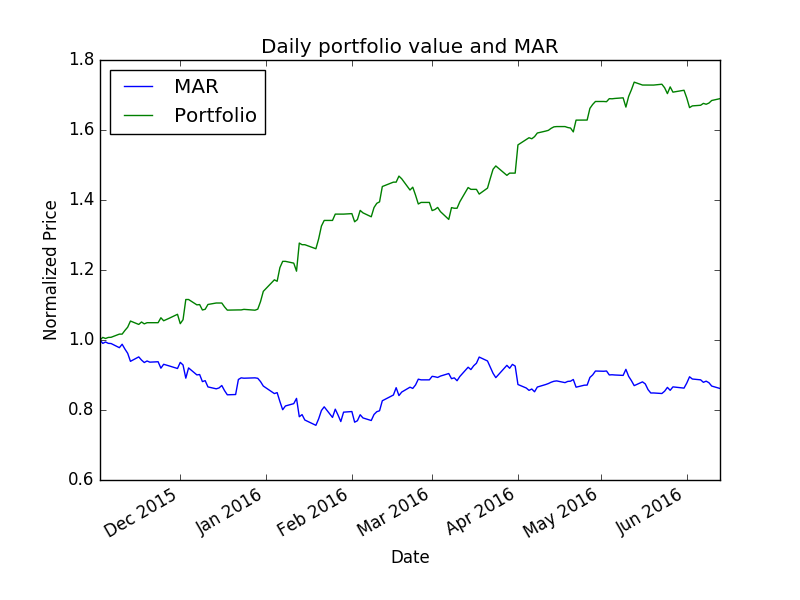 Daily portfolio value and MAR
MAR
Portfolio
Normalized Price
1.8
1.6
1.4
1.2
1.0
0.8
0.6
Dec 2015
Jan 2016
Feb 2016
Mar 2016
Apr 2016
May 2016
Jun 2016
Date